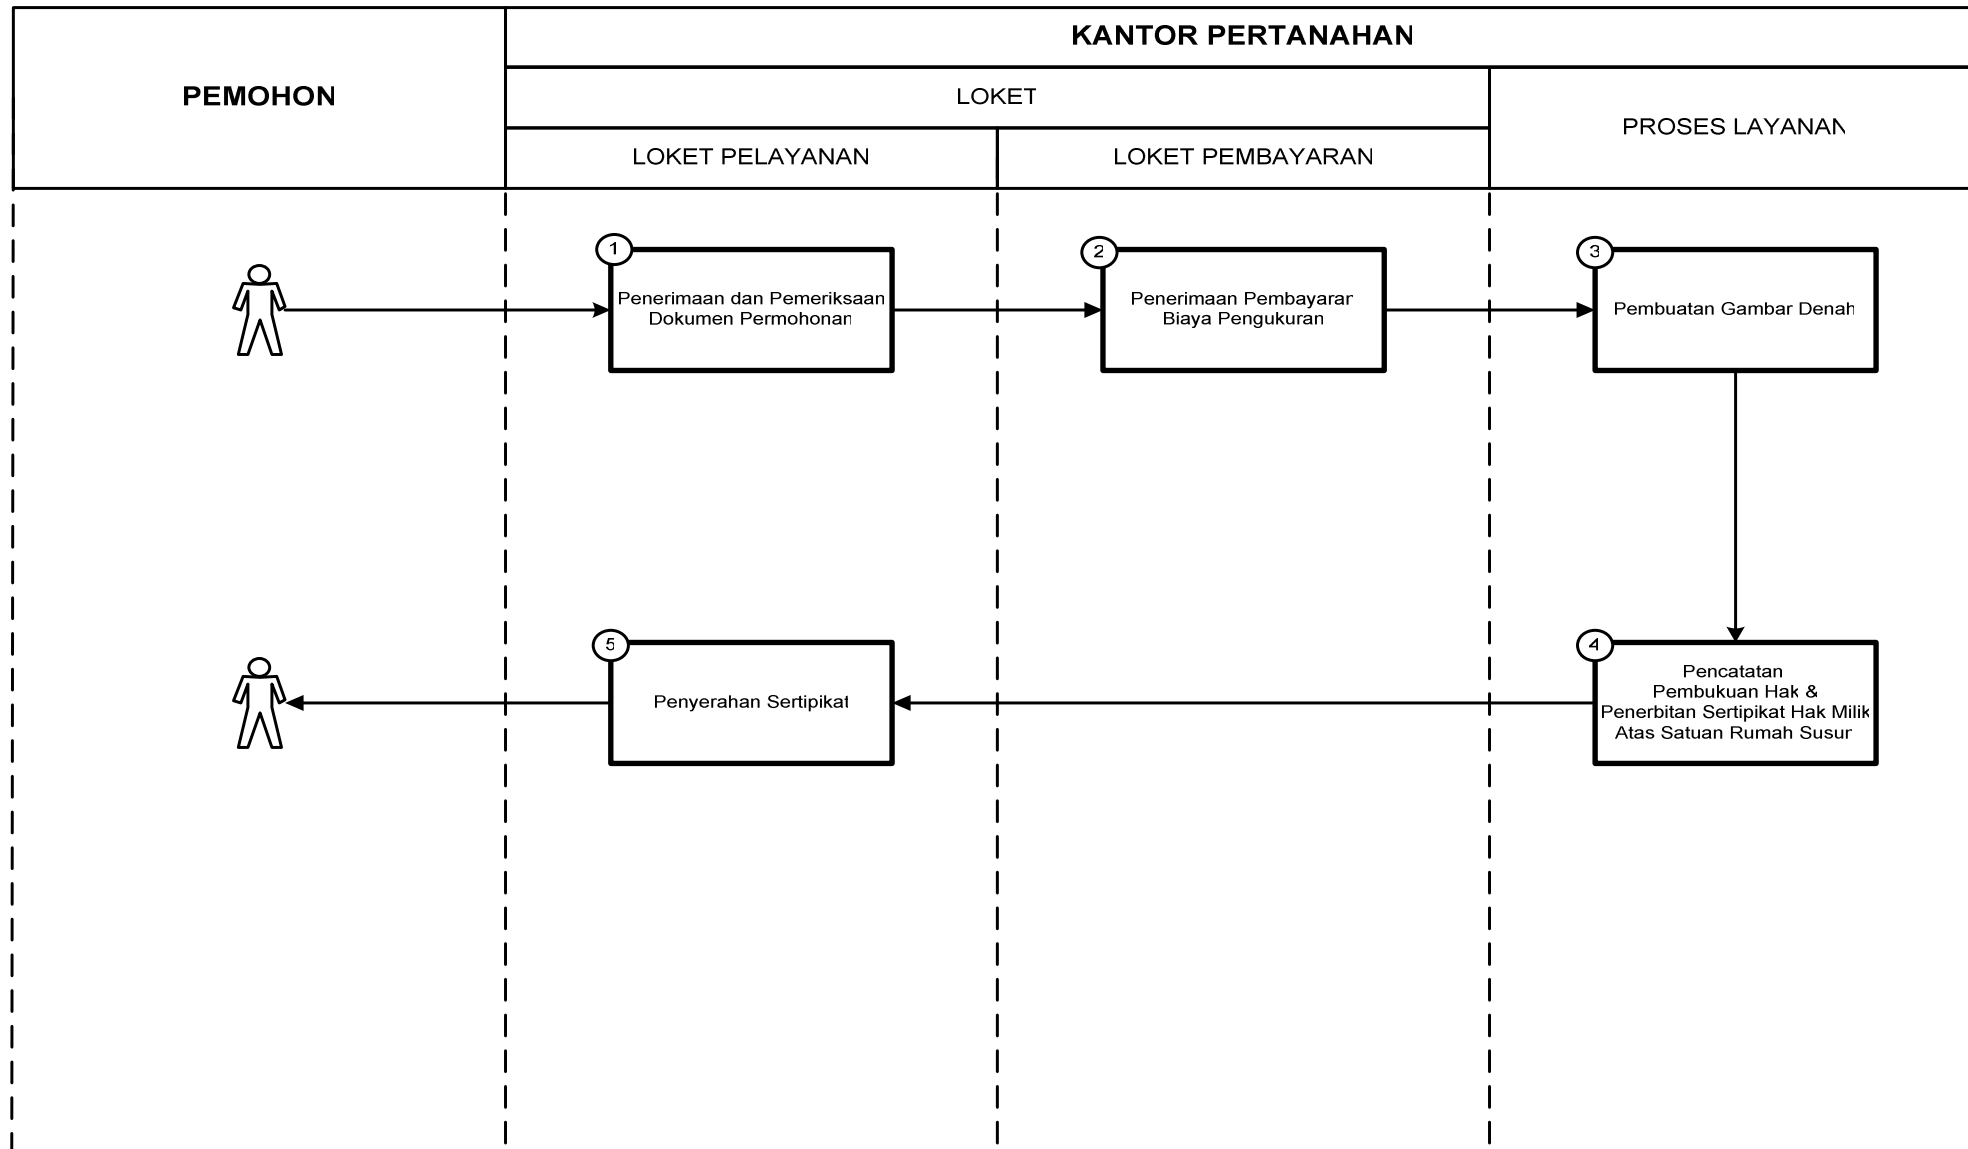 KANTOR PERTANAHAN
PEMOHON
LOKET
PROSES LAYANAN
LOKET PELAYANAN
LOKET PEMBAYARAN
1
Penerimaan dan Pemeriksaan
Dokumen Permohonan
2
Penerimaan Pembayaran
Biaya Pengukuran
3
Pembuatan Gambar Denah
4
Pencatatan
Pembukuan Hak &
Penerbitan Sertipikat Hak Milik
Atas Satuan Rumah Susun
5
Penyerahan Sertipikat